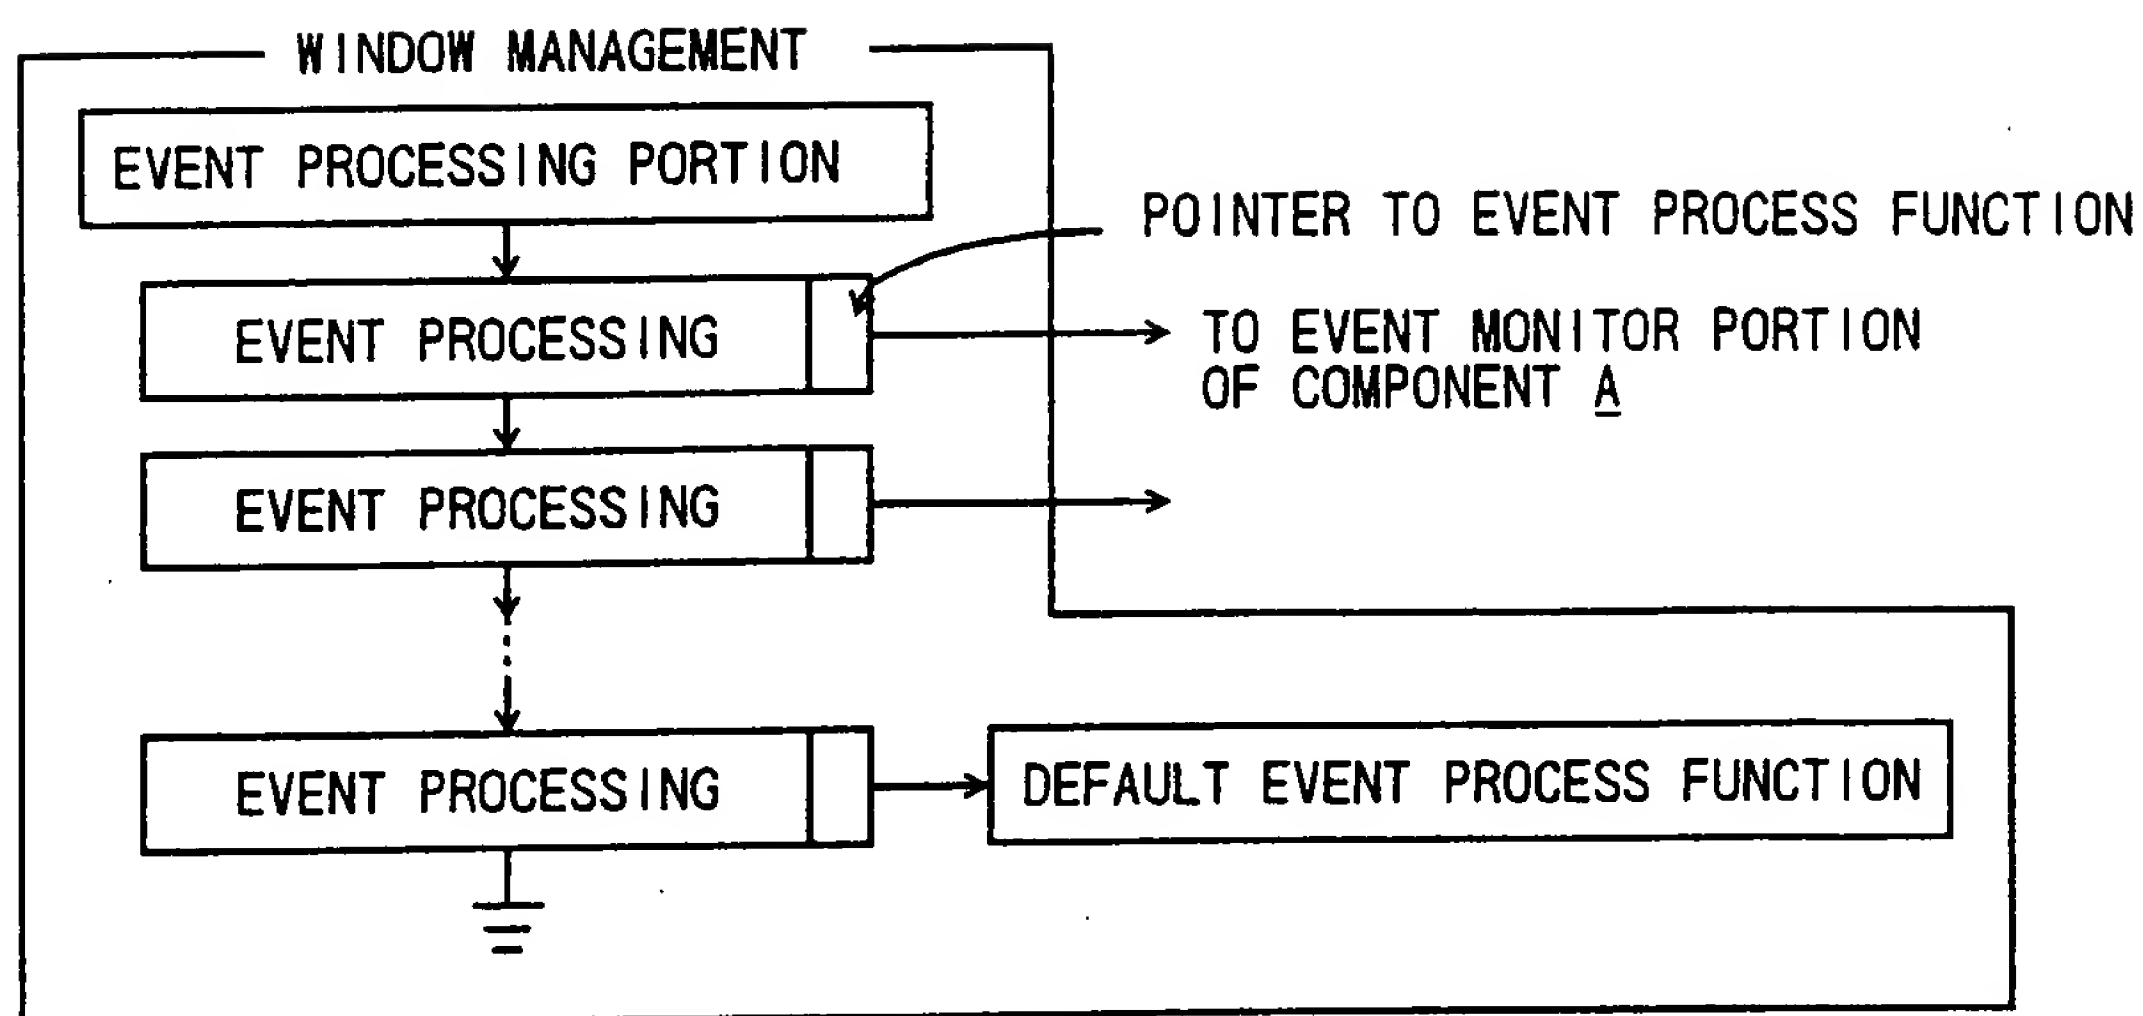 WINDOW MANAGEMENT
EVENT PROCESSING PORTION
POINTER TO EVENT PROCESS FUNCTION
EVENT PROCESSING
TO EVENT MONITOR PORTION
OF COMPONENT A
EVENT PROCESSING
EVENT PROCESSING
DEFAULT EVENT PROCESS FUNCTION